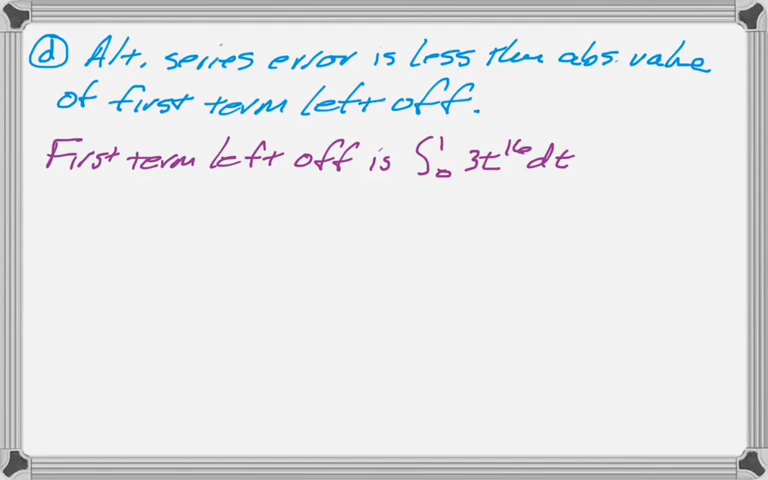 ⓓ Alt. series error is less then abs. value
of first term left off.
First term left off is ∫₀¹ 3t¹⁶ dt